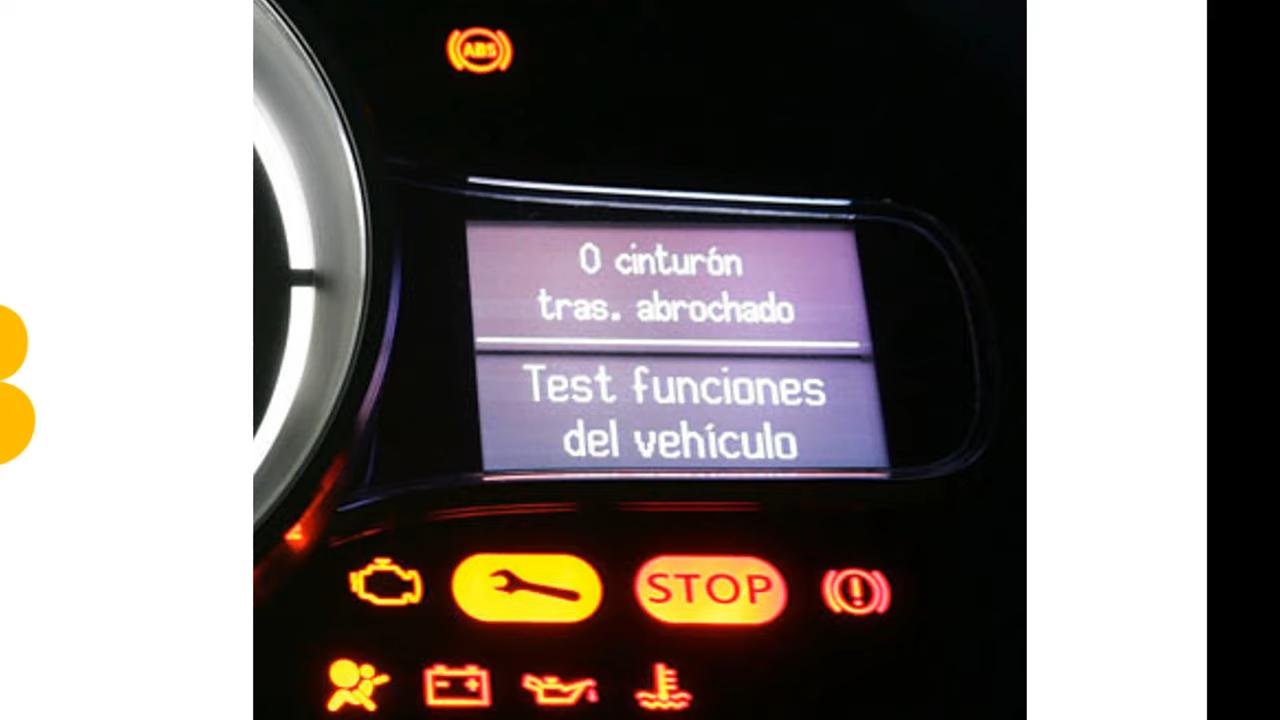 ABS
0 cinturón
tras. abrochado
Test funciones
del vehículo
STOP